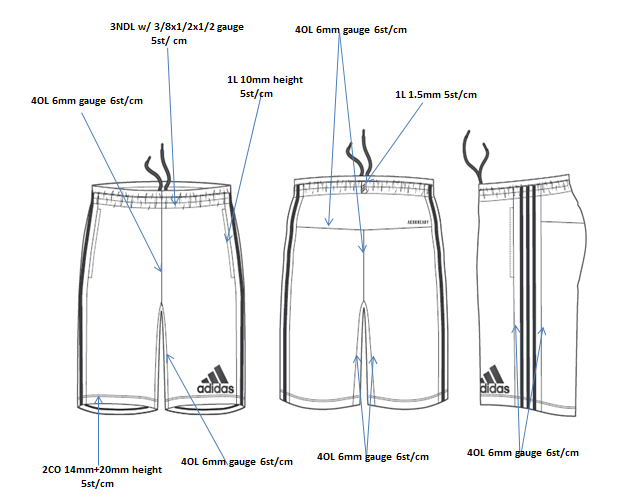 3NDL w/ 3/8x1/2x1/2 gauge
5st/ cm
4OL 6mm gauge 6st/cm
1L 10mm height
5st/cm
4OL 6mm gauge 6st/cm
1L 1.5mm 5st/cm
AEROREADY
adidas
adidas
2CO 14mm+20mm height
5st/cm
4OL 6mm gauge 6st/cm
4OL 6mm gauge 6st/cm
4OL 6mm gauge 6st/cm